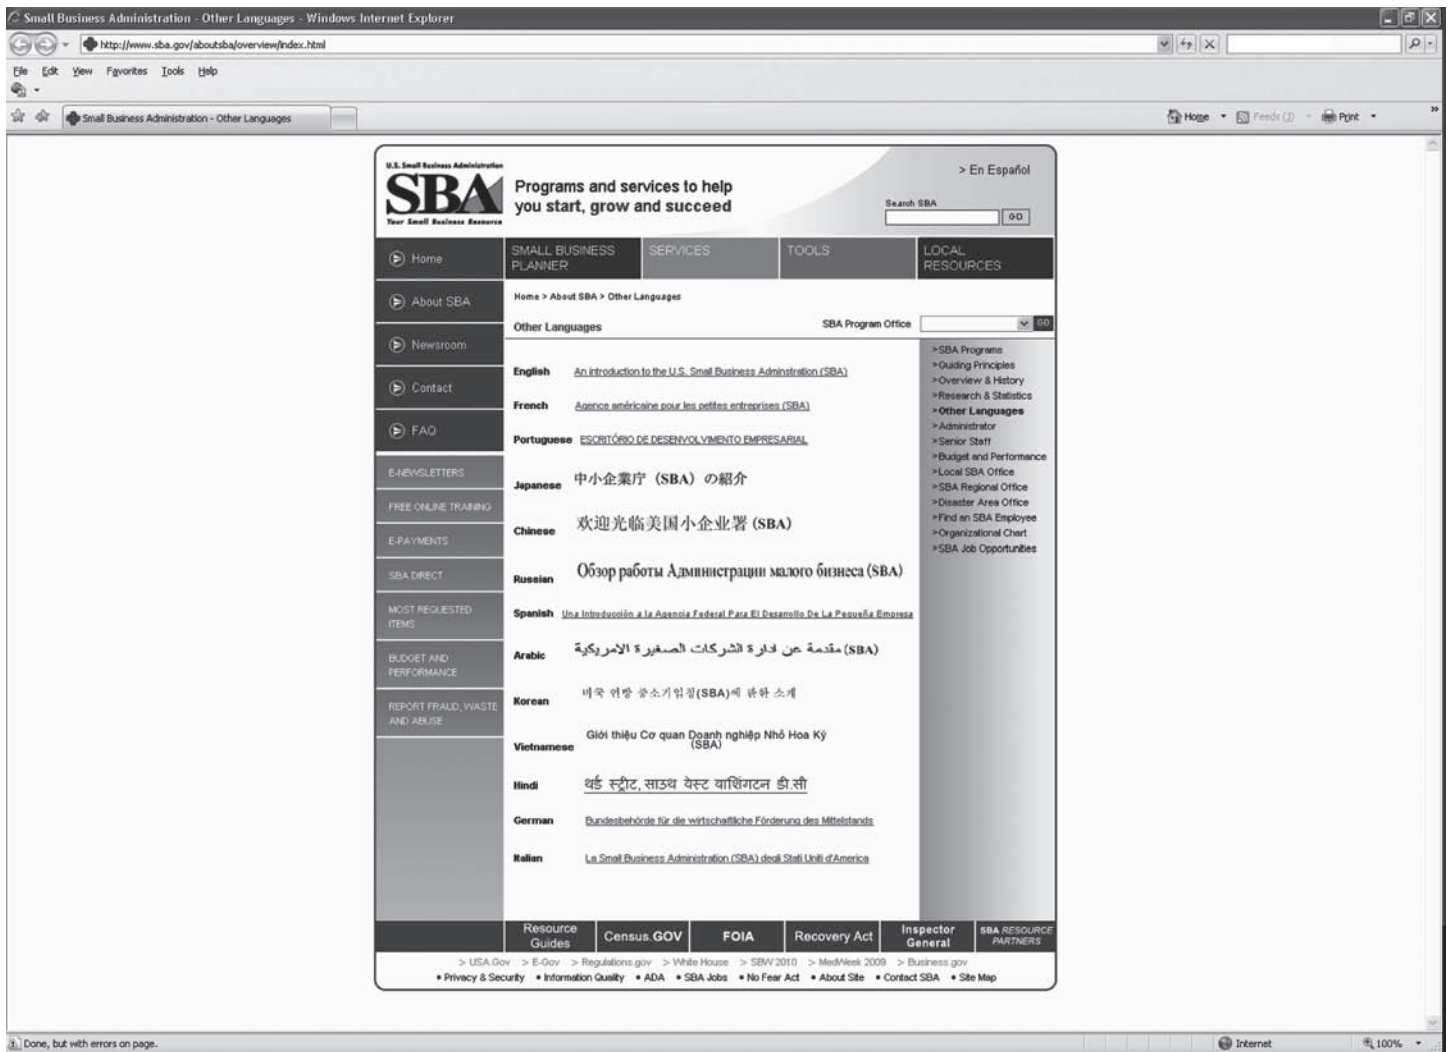 Small Business Administration - Other Languages - Windows Internet Explorer
http://www.sba.gov/aboutsba/overview/index.html
File Edit View Favorites Tools Help
Small Business Administration - Other Languages
Home Feeds (J) Print
U.S. Small Business Administration
SBA
Your Small Business Resource
Programs and services to help
you start, grow and succeed
> En Español
Search SBA
GO
Home
About SBA
Newsroom
Contact
FAQ
E-NEWSLETTERS
FREE ONLINE TRAINING
E-PAYMENTS
SBA DIRECT
MOST REQUESTED
ITEMS
BUDGET AND
PERFORMANCE
REPORT FRAUD, WASTE
AND ABUSE
SMALL BUSINESS
PLANNER
SERVICES
TOOLS
LOCAL
RESOURCES
Home > About SBA > Other Languages
Other Languages
SBA Program Office GO
English An introduction to the U.S. Small Business Adminstration (SBA)
French Agence américaine pour les petites entreprises (SBA)
Portuguese ESCRITÓRIO DE DESENVOLVIMENTO EMPRESARIAL
Japanese 中小企業庁（SBA）の紹介
Chinese 欢迎光临美国小企业署 (SBA)
Russian Обзор работы Администрации малого бизнеса (SBA)
Spanish Una Introducción a la Agencia Federal Para El Desarrollo De La Pequeña Empresa
Arabic مقدمة عن ادارة الشركات الصغيرة الامريكية (SBA)
Korean 미국 연방 중소기업청(SBA)에 관한 소개
Vietnamese Giới thiệu Cơ quan Doanh nghiệp Nhỏ Hoa Kỳ
(SBA)
Hindi थर्ड स्ट्रीट, साउथ वेस्ट वाशिंगटन डी.सी
German Bundesbehörde für die wirtschaftliche Förderung des Mittelstands
Italian La Small Business Administration (SBA) degli Stati Uniti d'America
>SBA Programs
>Guiding Principles
>Overview & History
>Research & Statistics
>Other Languages
>Administrator
>Senior Staff
>Budget and Performance
>Local SBA Office
>SBA Regional Office
>Disaster Area Office
>Find an SBA Employee
>Organizational Chart
>SBA Job Opportunities
Resource
Guides
Census.GOV
FOIA
Recovery Act
Inspector
General
SBA RESOURCE
PARTNERS
> USA.Gov > E-Gov > Regulations.gov > White House > SBW 2010 > MedWeek 2009 > Business.gov
• Privacy & Security • Information Quality • ADA • SBA Jobs • No Fear Act • About Site • Contact SBA • Site Map
Done, but with errors on page.
Internet
100%